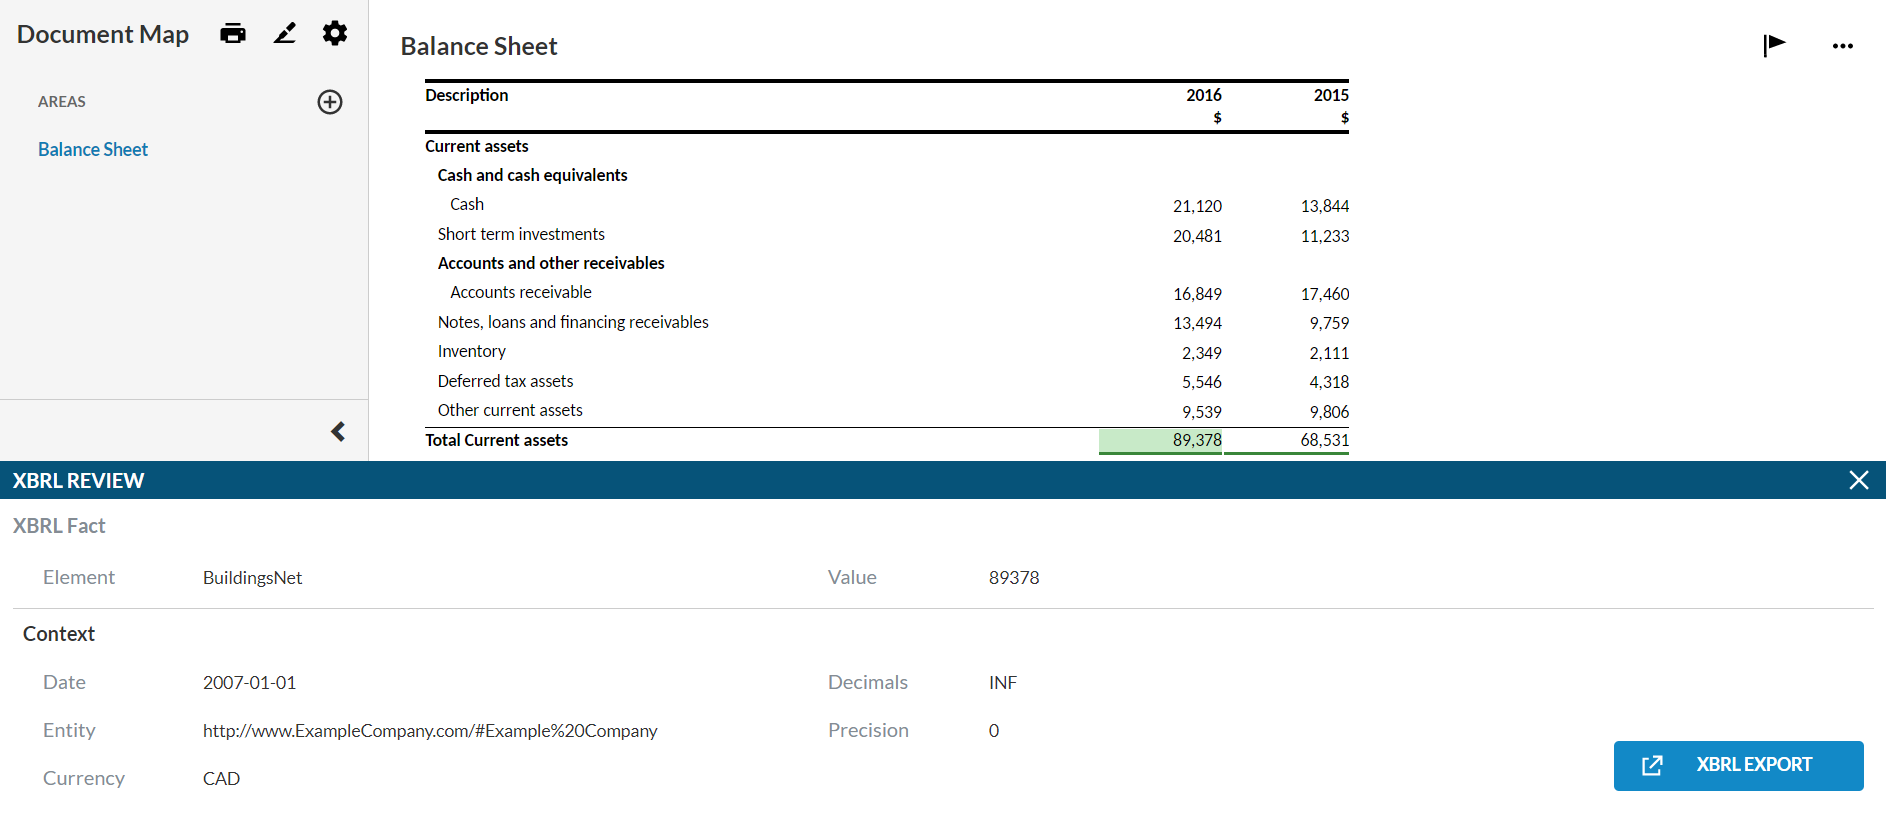 Document Map
AREAS
Balance Sheet
Balance Sheet
Description 2016 2015
$ $
Current assets
Cash and cash equivalents
Cash 21,120 13,844
Short term investments 20,481 11,233
Accounts and other receivables
Accounts receivable 16,849 17,460
Notes, loans and financing receivables 13,494 9,759
Inventory 2,349 2,111
Deferred tax assets 5,546 4,318
Other current assets 9,539 9,806
Total Current assets 89,378 68,531
XBRL REVIEW
XBRL Fact
Element BuildingsNet Value 89378
Context
Date 2007-01-01 Decimals INF
Entity http://www.ExampleCompany.com/#Example%20Company Precision 0
Currency CAD
XBRL EXPORT